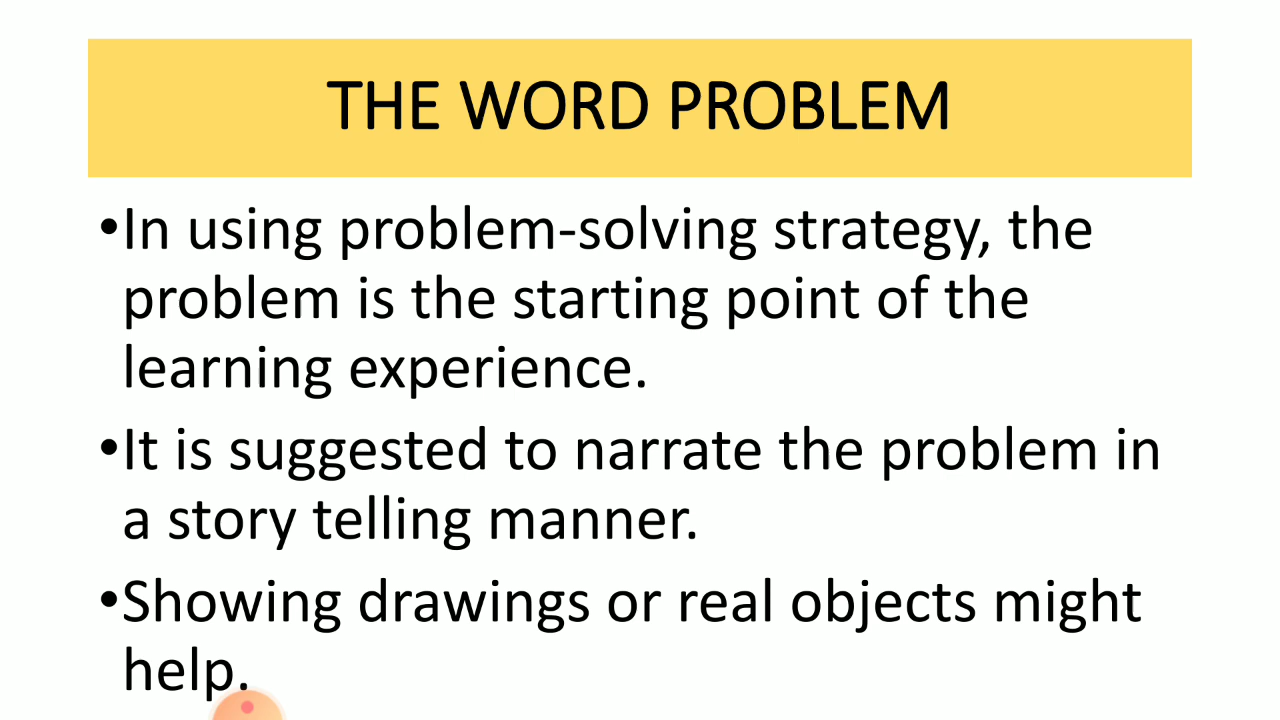 THE WORD PROBLEM
•In using problem-solving strategy, the
problem is the starting point of the
learning experience.
•It is suggested to narrate the problem in
a story telling manner.
•Showing drawings or real objects might
help.